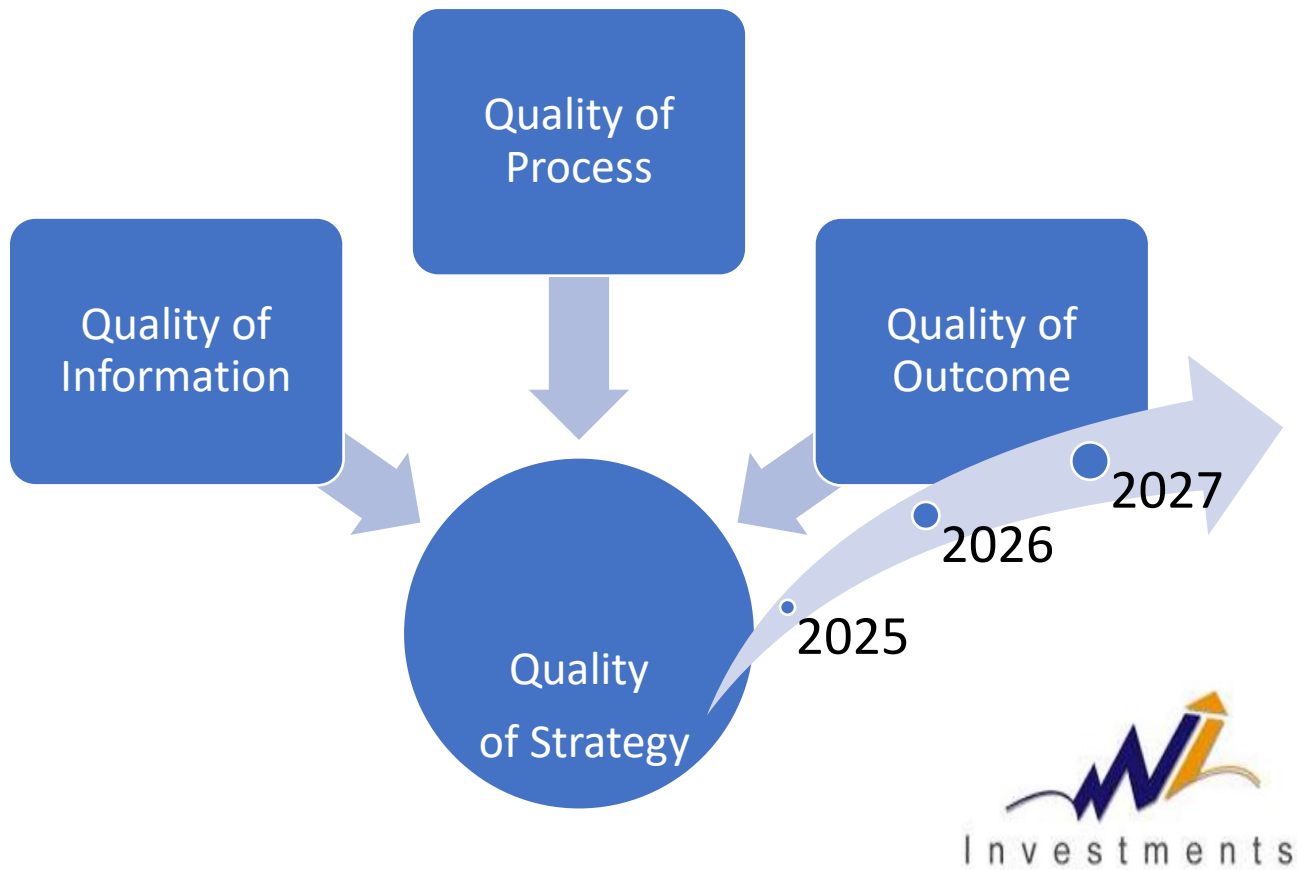 Quality of
Process
Quality of
Information
Quality of
Outcome
Quality
of Strategy
2025
2026
2027
Investments